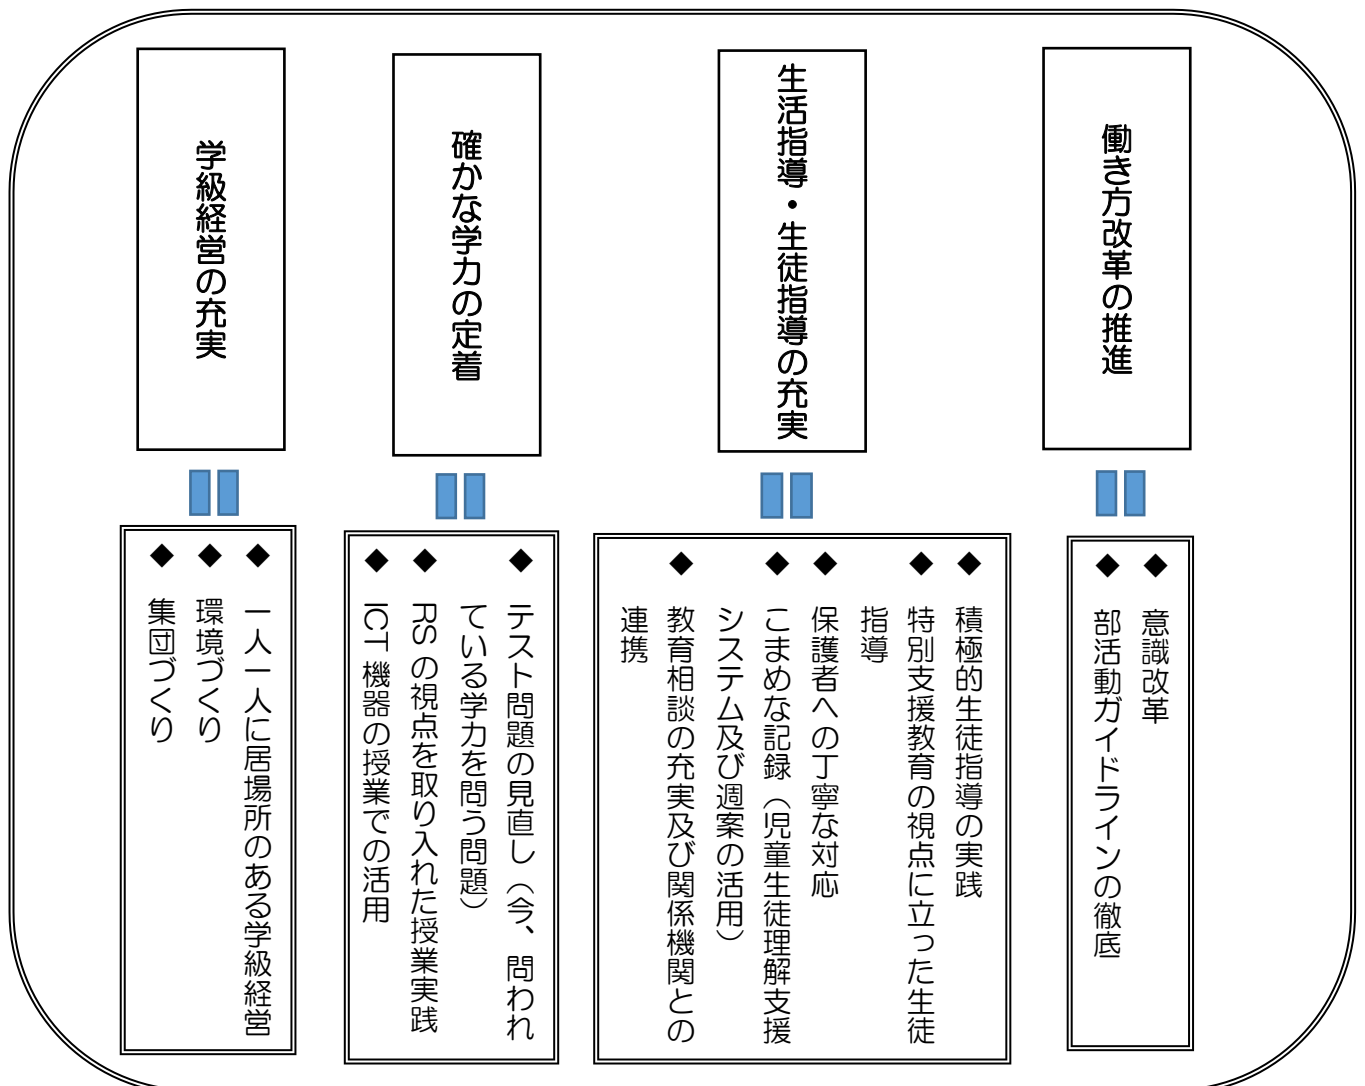 働き方改革の推進
◆ 意識改革
◆ 部活動ガイドラインの徹底
生活指導・生徒指導の充実
◆ 積極的生徒指導の実践
◆ 特別支援教育の視点に立った生徒
指導
◆ 保護者への丁寧な対応
◆ こまめな記録（児童生徒理解支援
システム及び週案の活用）
◆ 教育相談の充実及び関係機関との
連携
確かな学力の定着
◆ テスト問題の見直し（今、問われ
ている学力を問う問題）
◆ RSの視点を取り入れた授業実践
◆ ICT機器の授業での活用
学級経営の充実
◆ 一人一人に居場所のある学級経営
◆ 環境づくり
◆ 集団づくり